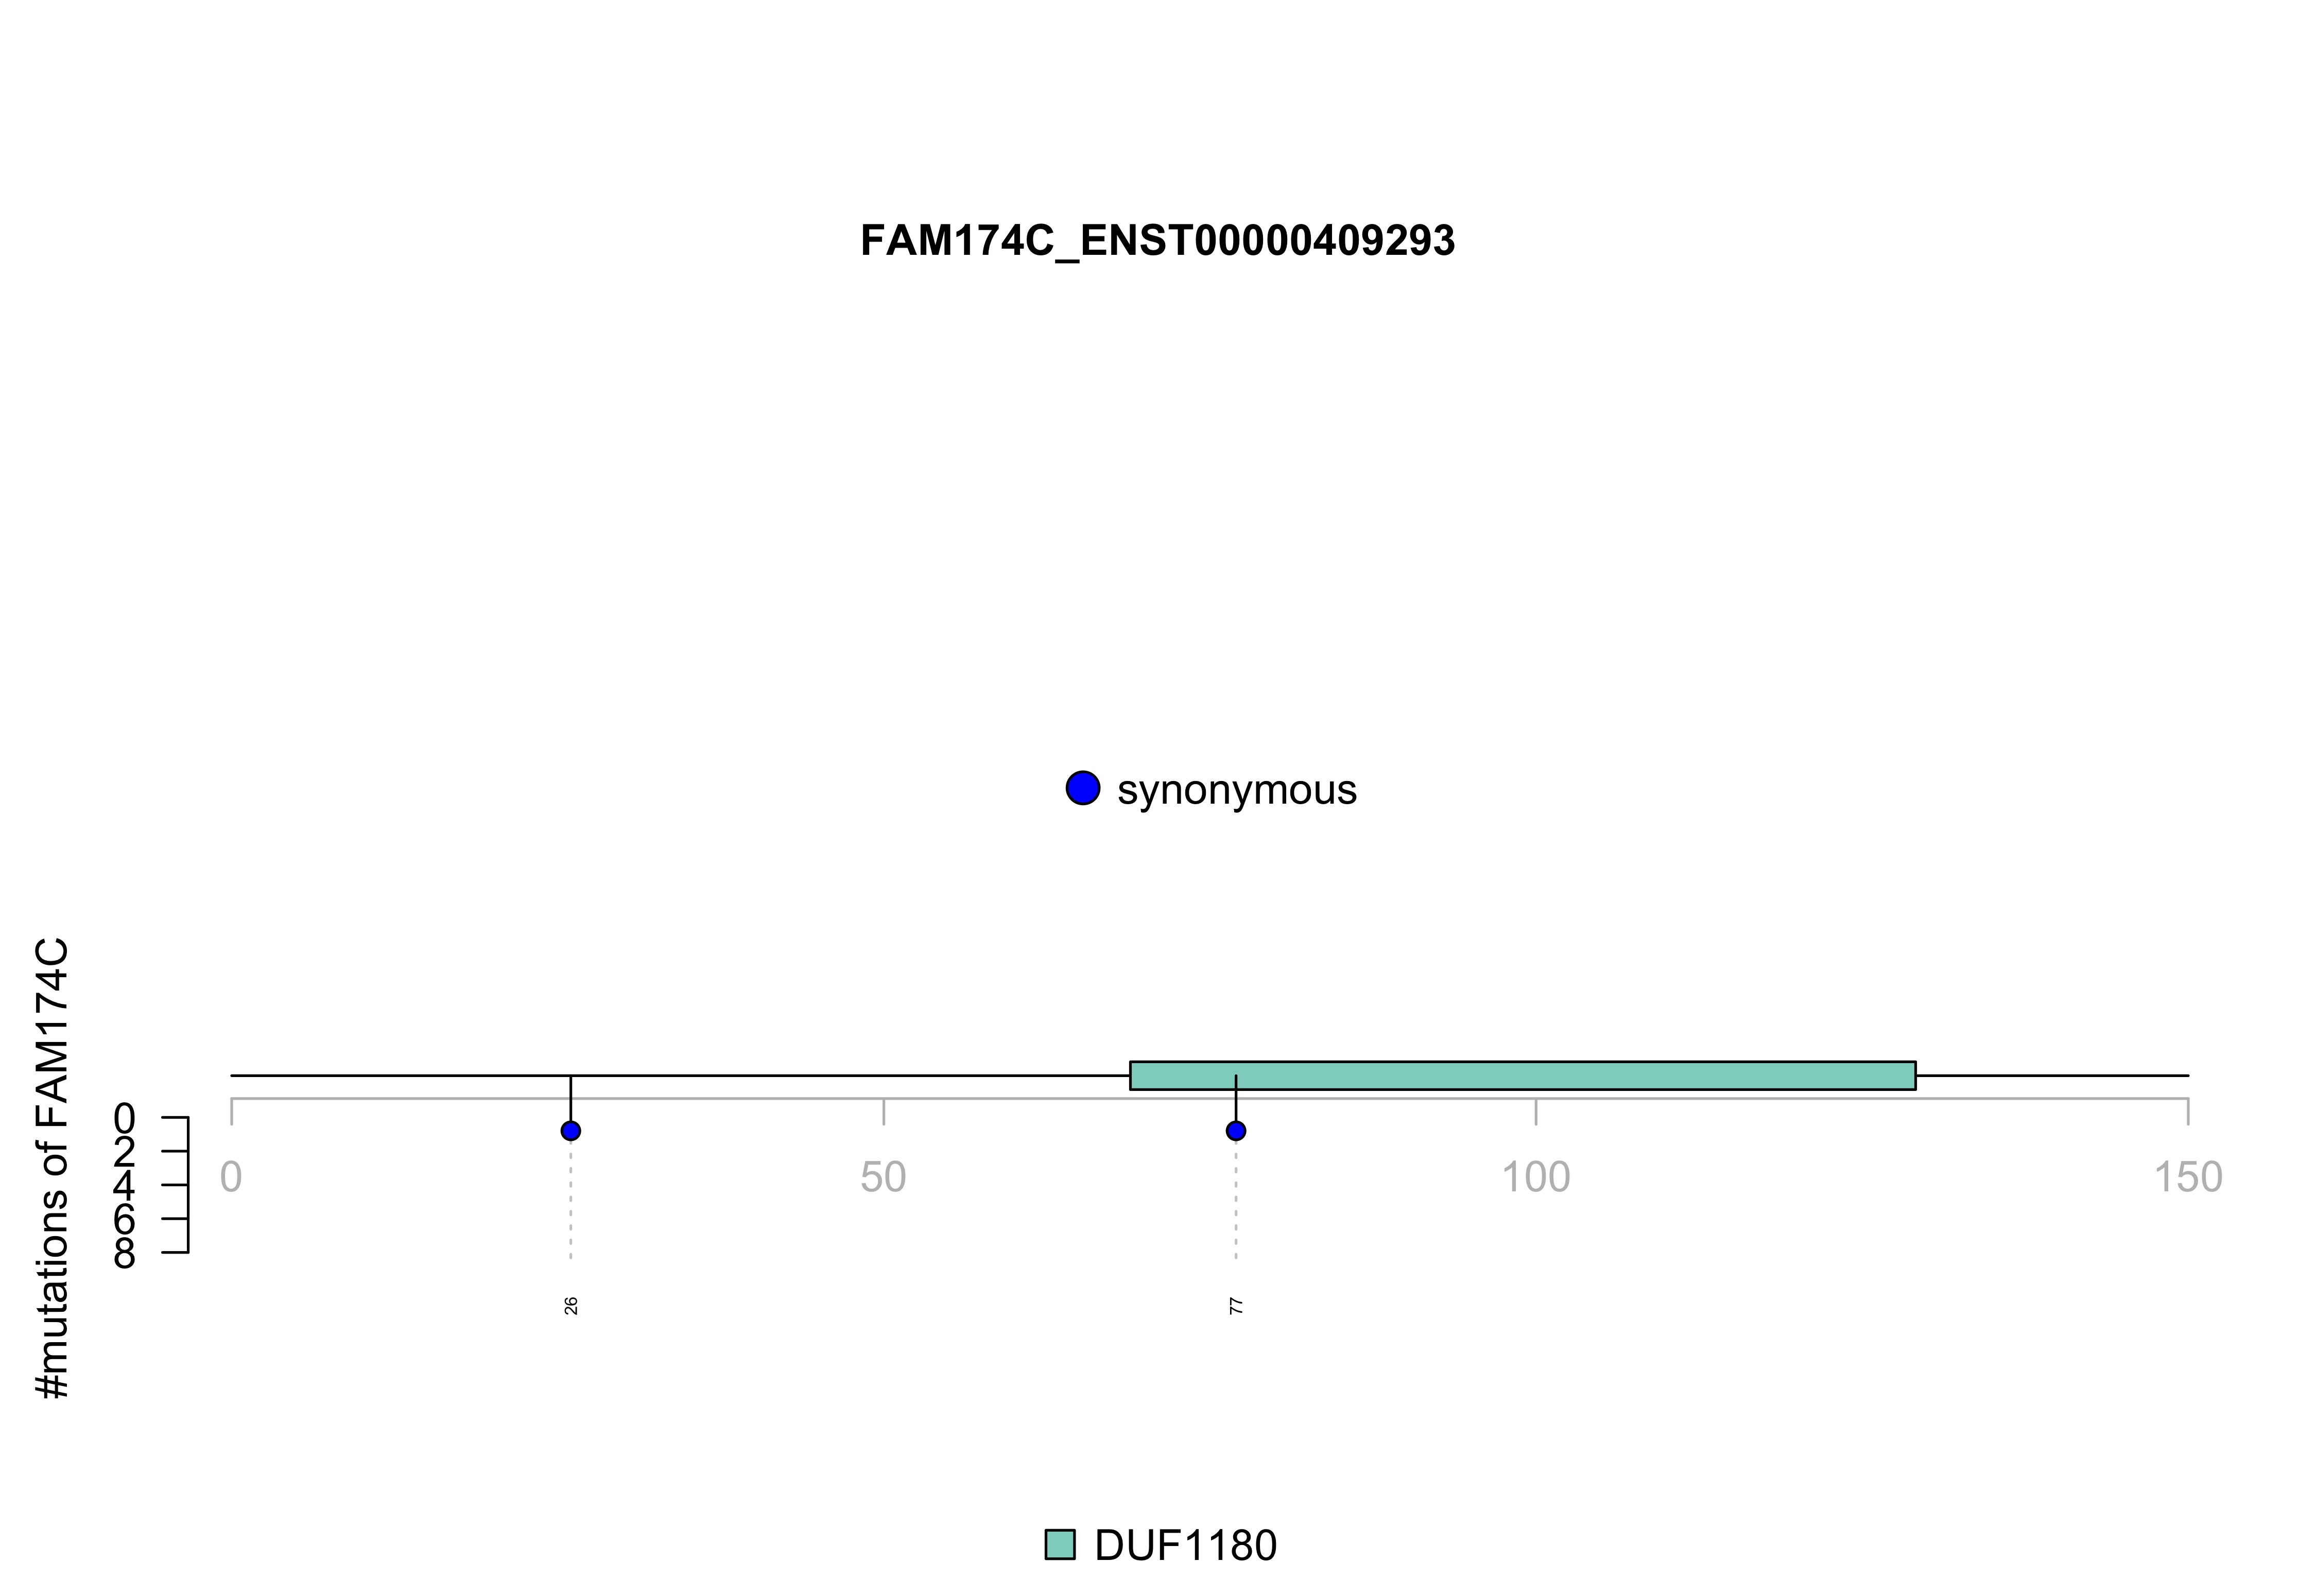 FAM174C_ENST00000409293
synonymous
#mutations of FAM174C
0
2
4
6
8
0 50 100 150
26 77
DUF1180